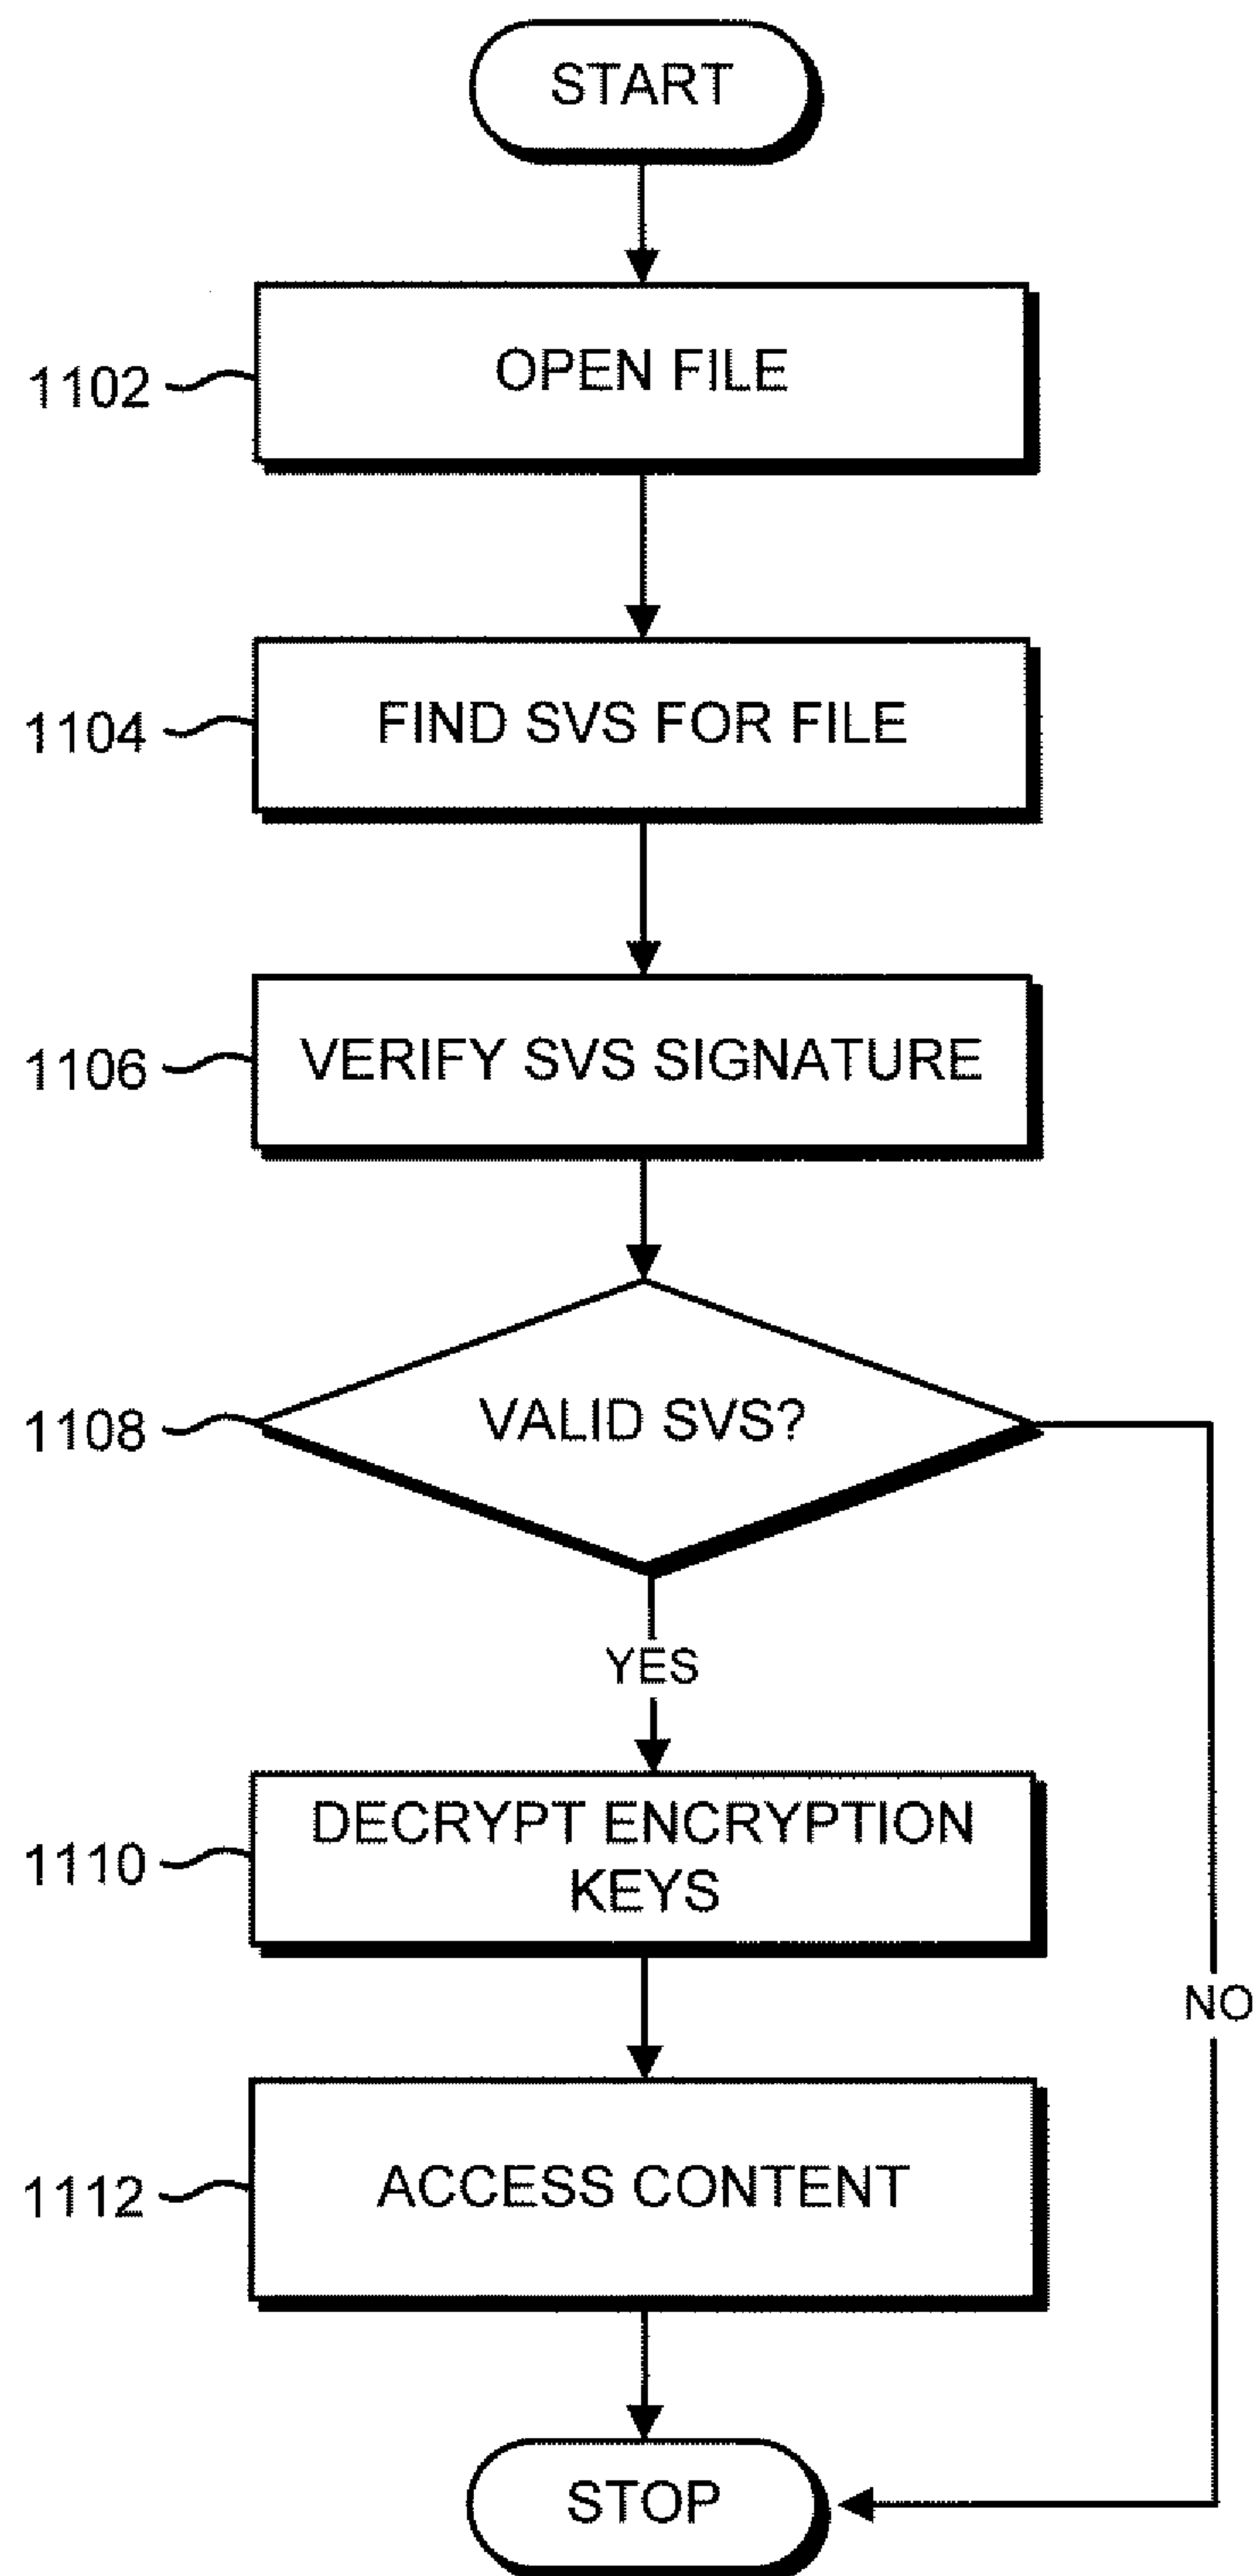 START
OPEN FILE
1102
FIND SVS FOR FILE
1104
VERIFY SVS SIGNATURE
1106
VALID SVS?
1108
YES
DECRYPT ENCRYPTION
KEYS
1110
NO
ACCESS CONTENT
1112
STOP